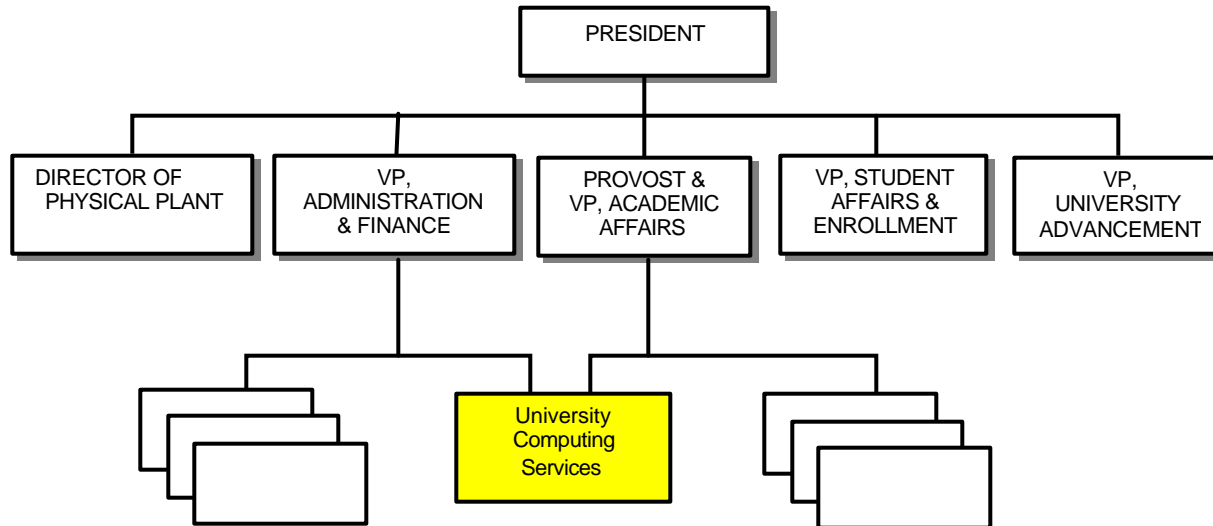 PRESIDENT
DIRECTOR OF
PHYSICAL PLANT
VP,
ADMINISTRATION
& FINANCE
PROVOST &
VP, ACADEMIC
AFFAIRS
VP, STUDENT
AFFAIRS &
ENROLLMENT
VP,
UNIVERSITY
ADVANCEMENT
University
Computing
Services